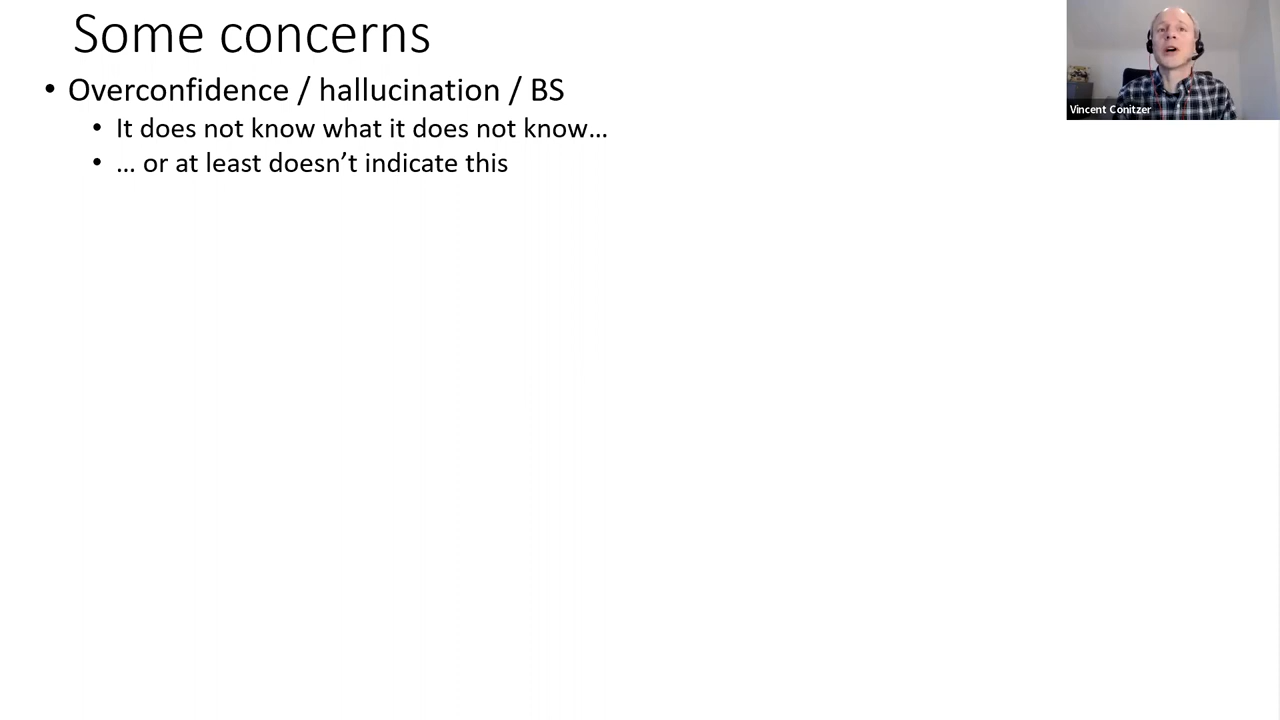 Some concerns
• Overconfidence / hallucination / BS
• It does not know what it does not know…
• … or at least doesn’t indicate this
Vincent Conitzer